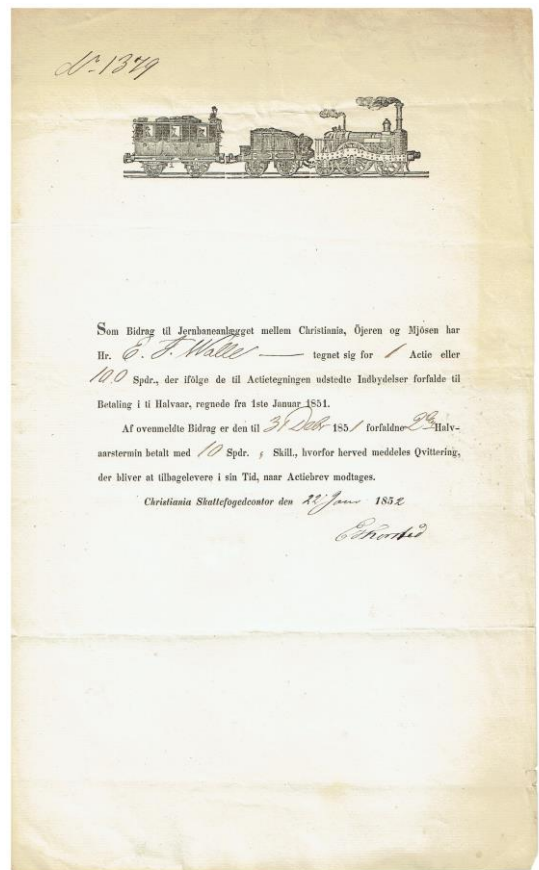 No. 1379
Som Bidrag til Jernbaneanlægget mellem Christiania, Öjeren og Mjösen har
Hr. E. F. Walle — tegnet sig for 1 Actie eller
100 Spdr., der ifölge de til Actietegningen udstedte Indbydelser forfalde til
Betaling i ti Halvaar, regnede fra 1ste Januar 1851.
Af ovenmeldte Bidrag er den til 31 Decbr 1851 forfaldne 2de Halv-
aarstermin betalt med 10 Spdr. " Skill., hvorfor herved meddeles Qvittering,
der bliver at tilbagelevere i sin Tid, naar Actiebrev modtages.
Christiania Skattefogedcontor den 22 Janr 1852